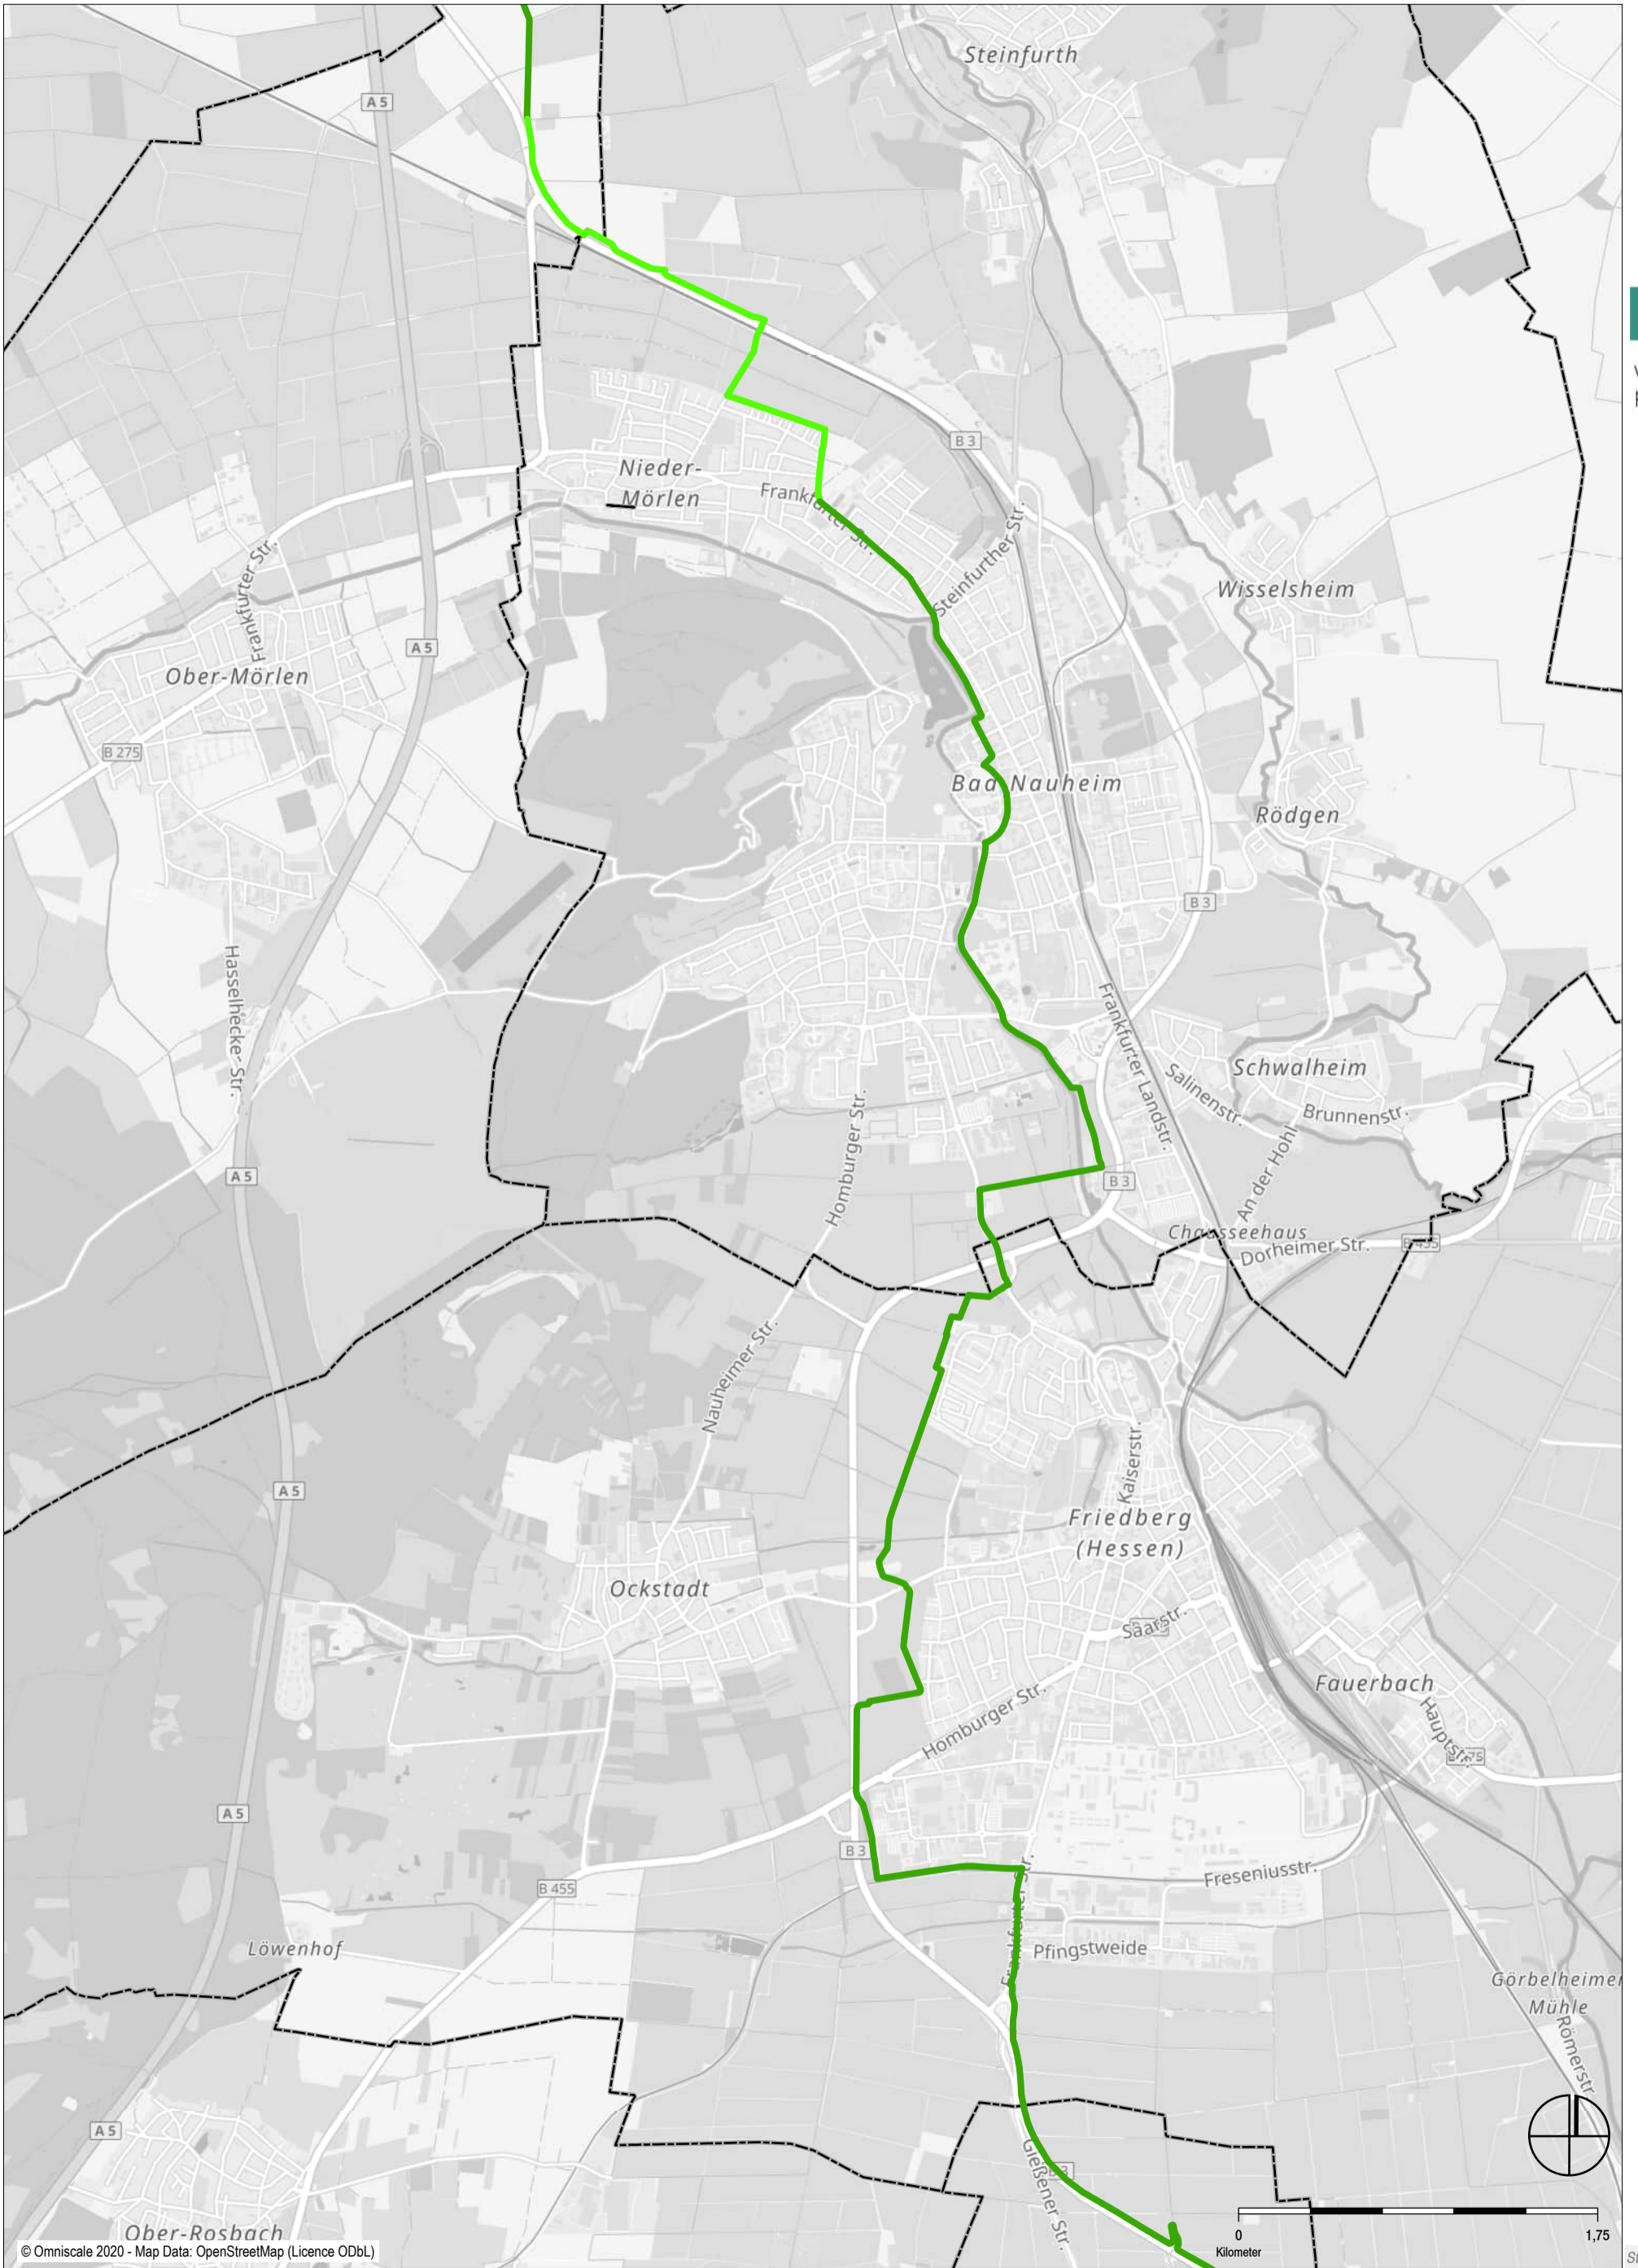 Steinfurth
A 5
B 3
Nieder-
Mörlen
Frankfurter Str.
Steinfurther Str.
Wisselsheim
Frankfurter Str.
A 5
Ober-Mörlen
B 275
Bad Nauheim
Rödgen
B 3
Hasselhecke-Str.
Frankfurter Landstr.
Schwalheim
Salinenstr.
Brunnenstr.
Homburger Str.
An der Hohl
A 5
B 3
Chausseehaus
Dorheimer Str.
B 455
Nauheimer Str.
Kaiserstr.
A 5
Friedberg
(Hessen)
Ockstadt
Saarstr.
Fauerbach
Homburger Str.
Hauptstr.
A 5
B 3
Frankfurter Str.
Freseniusstr.
B 455
Löwenhof
Pfingstweide
Görbelheimer
Mühle
Römerstr
A 5
Gießener Str.
Ober-Rosbach
0
1,75
Kilometer
© Omniscale 2020 - Map Data: OpenStreetMap (Licence ODbL)